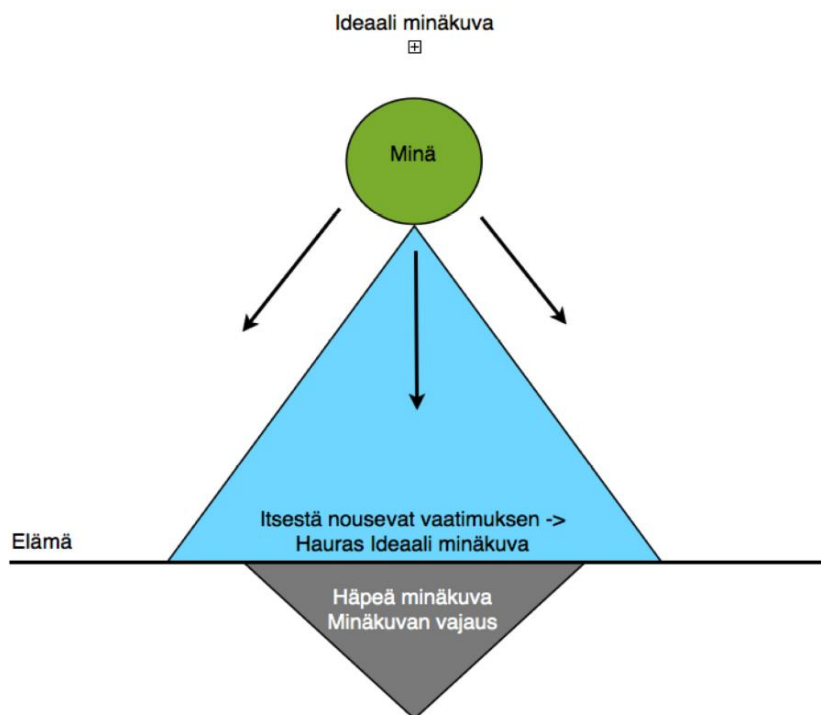 Ideaali minäkuva
Minä
Itsestä nousevat vaatimuksen ->
Hauras Ideaali minäkuva
Elämä
Häpeä minäkuva
Minäkuvan vajaus